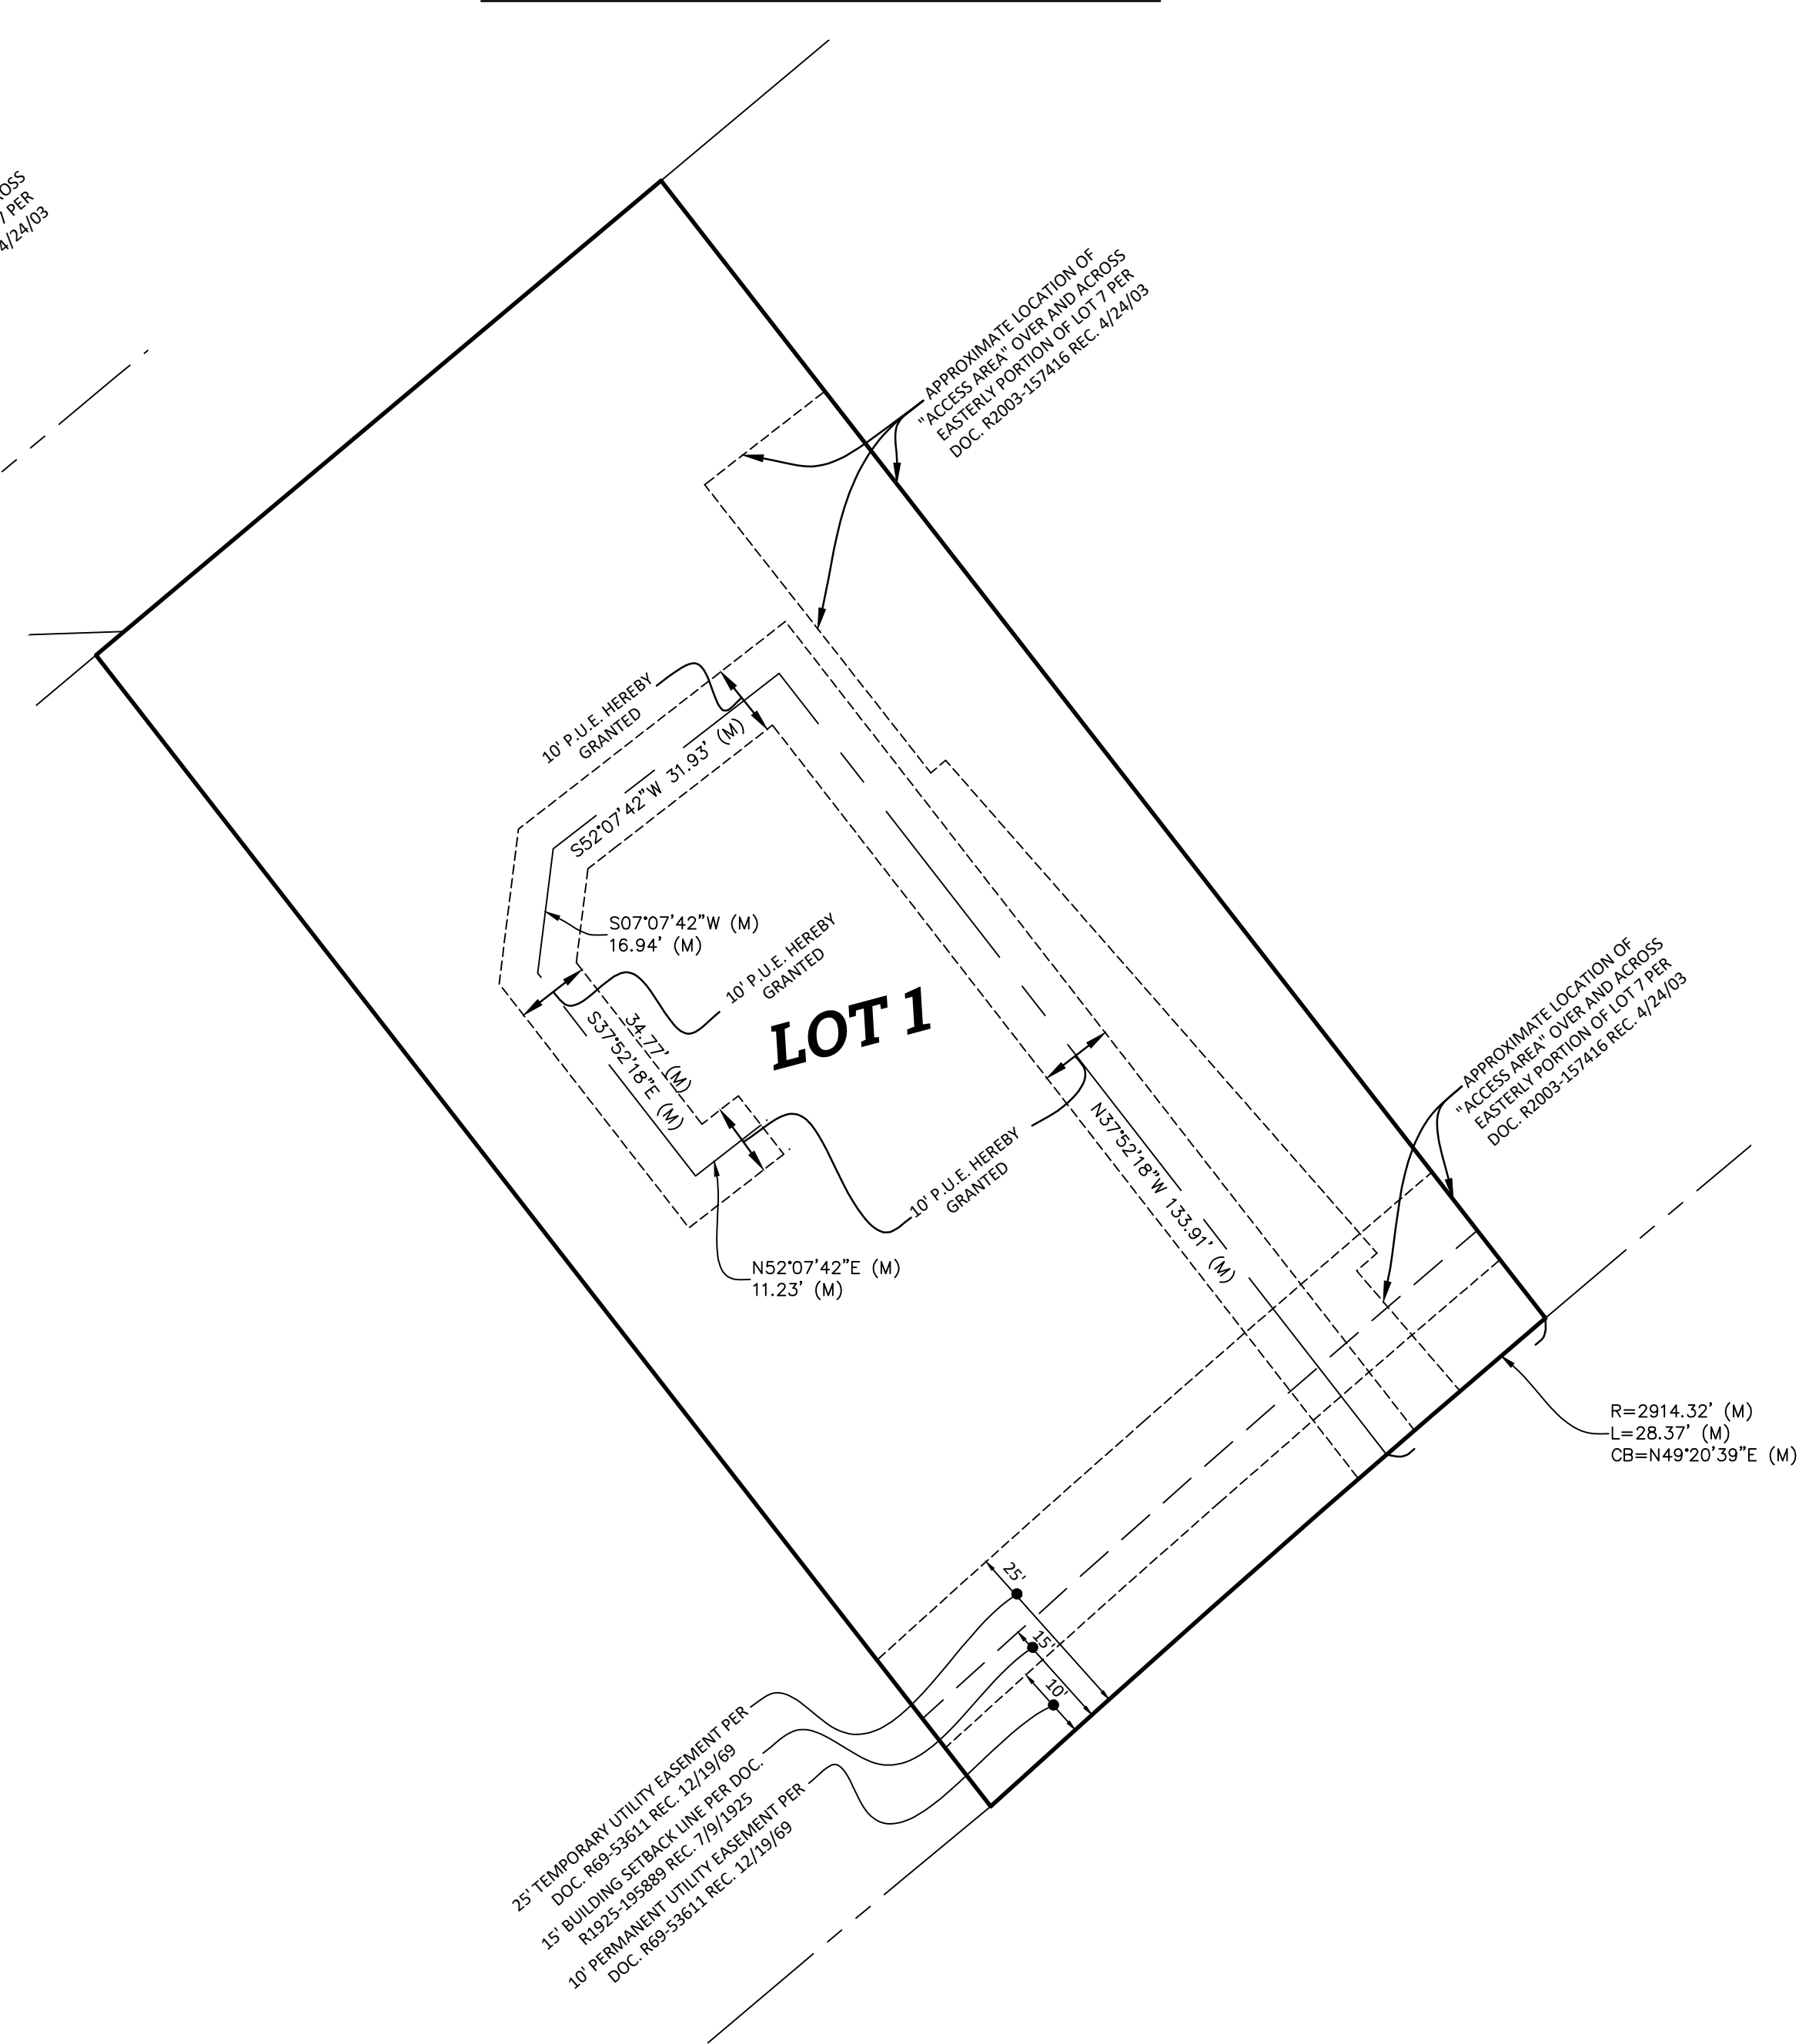 OSS
7 PER
4/24/03
APPROXIMATE LOCATION OF
"ACCESS AREA" OVER AND ACROSS
EASTERLY PORTION OF LOT 7 PER
DOC. R2003-157416 REC. 4/24/03
10' P.U.E. HEREBY
GRANTED
S52°07'42"W 31.93' (M)
S07°07'42"W (M)
16.94' (M)
10' P.U.E. HEREBY
GRANTED
LOT 1
34.77' (M)
S37°52'18"E (M)
APPROXIMATE LOCATION OF
"ACCESS AREA" OVER AND ACROSS
EASTERLY PORTION OF LOT 7 PER
DOC. R2003-157416 REC. 4/24/03
10' P.U.E. HEREBY
GRANTED
N37°52'18"W 133.91' (M)
N52°07'42"E (M)
11.23' (M)
R=2914.32' (M)
L=28.37' (M)
CB=N49°20'39"E (M)
25'
15'
10'
25' TEMPORARY UTILITY EASEMENT PER
DOC. R69-53611 REC. 12/19/69
15' BUILDING SETBACK LINE PER DOC.
R1925-195889 REC. 7/9/1925
10' PERMANENT UTILITY EASEMENT PER
DOC. R69-53611 REC. 12/19/69